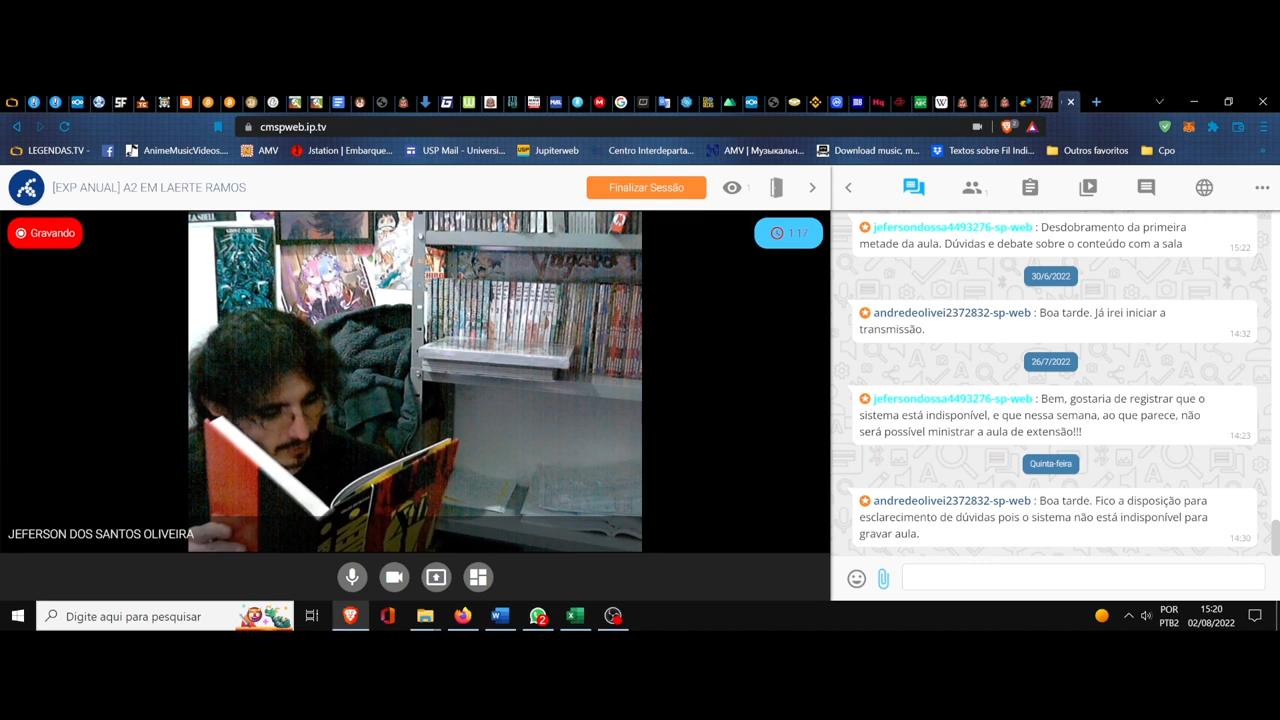 cmspweb.ip.tv
2
LEGENDAS.TV -
AnimeMusicVideos...
AMV
Jstation | Embarque...
USP Mail - Universi...
Jupiterweb
Centro Interdeparta...
AMV | Музыкальн...
Download music, m...
Textos sobre Fil Indi...
Outros favoritos
Cpo
[EXP ANUAL] A2 EM LAERTE RAMOS
Finalizar Sessão
1
1
Gravando
1:17
JEFERSON DOS SANTOS OLIVEIRA
jefersondossa4493276-sp-web : Desdobramento da primeira
metade da aula. Dúvidas e debate sobre o conteúdo com a sala
15:22
30/6/2022
andredeolivei2372832-sp-web : Boa tarde. Já irei iniciar a
transmissão.
14:32
26/7/2022
jefersondossa4493276-sp-web : Bem, gostaria de registrar que o
sistema está indisponível, e que nessa semana, ao que parece, não
será possível ministrar a aula de extensão!!!
14:23
Quinta-feira
andredeolivei2372832-sp-web : Boa tarde. Fico a disposição para
esclarecimento de dúvidas pois o sistema não está indisponível para
gravar aula.
14:30
Digite aqui para pesquisar
2
POR
PTB2
15:20
02/08/2022